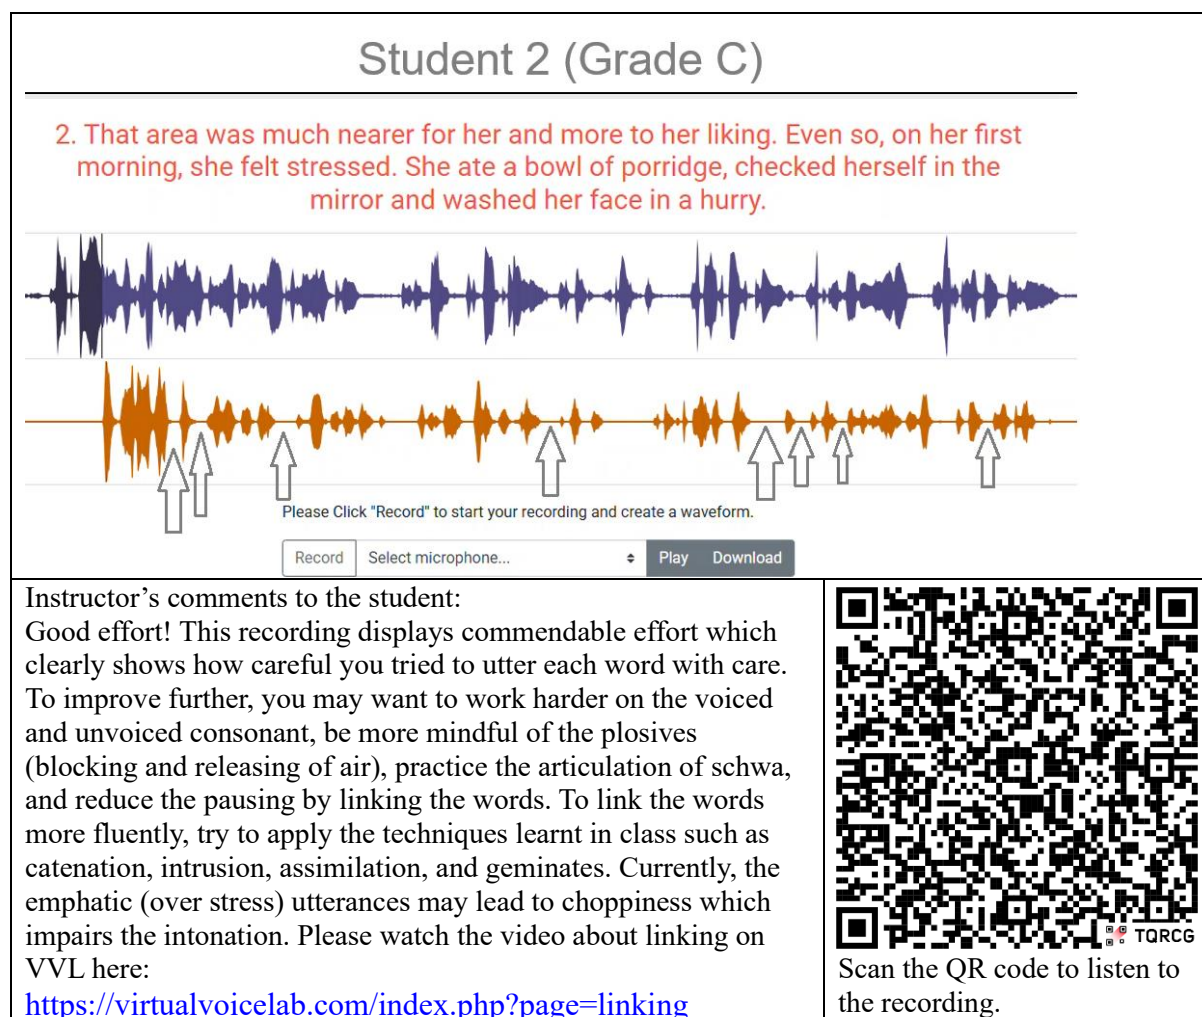 Student 2 (Grade C)
2. That area was much nearer for her and more to her liking. Even so, on her first
morning, she felt stressed. She ate a bowl of porridge, checked herself in the
mirror and washed her face in a hurry.
Please Click "Record" to start your recording and create a waveform.
Record Select microphone... Play Download
Instructor’s comments to the student:
Good effort! This recording displays commendable effort which
clearly shows how careful you tried to utter each word with care.
To improve further, you may want to work harder on the voiced
and unvoiced consonant, be more mindful of the plosives
(blocking and releasing of air), practice the articulation of schwa,
and reduce the pausing by linking the words. To link the words
more fluently, try to apply the techniques learnt in class such as
catenation, intrusion, assimilation, and geminates. Currently, the
emphatic (over stress) utterances may lead to choppiness which
impairs the intonation. Please watch the video about linking on
VVL here:
https://virtualvoicelab.com/index.php?page=linking
TQRCG
Scan the QR code to listen to
the recording.